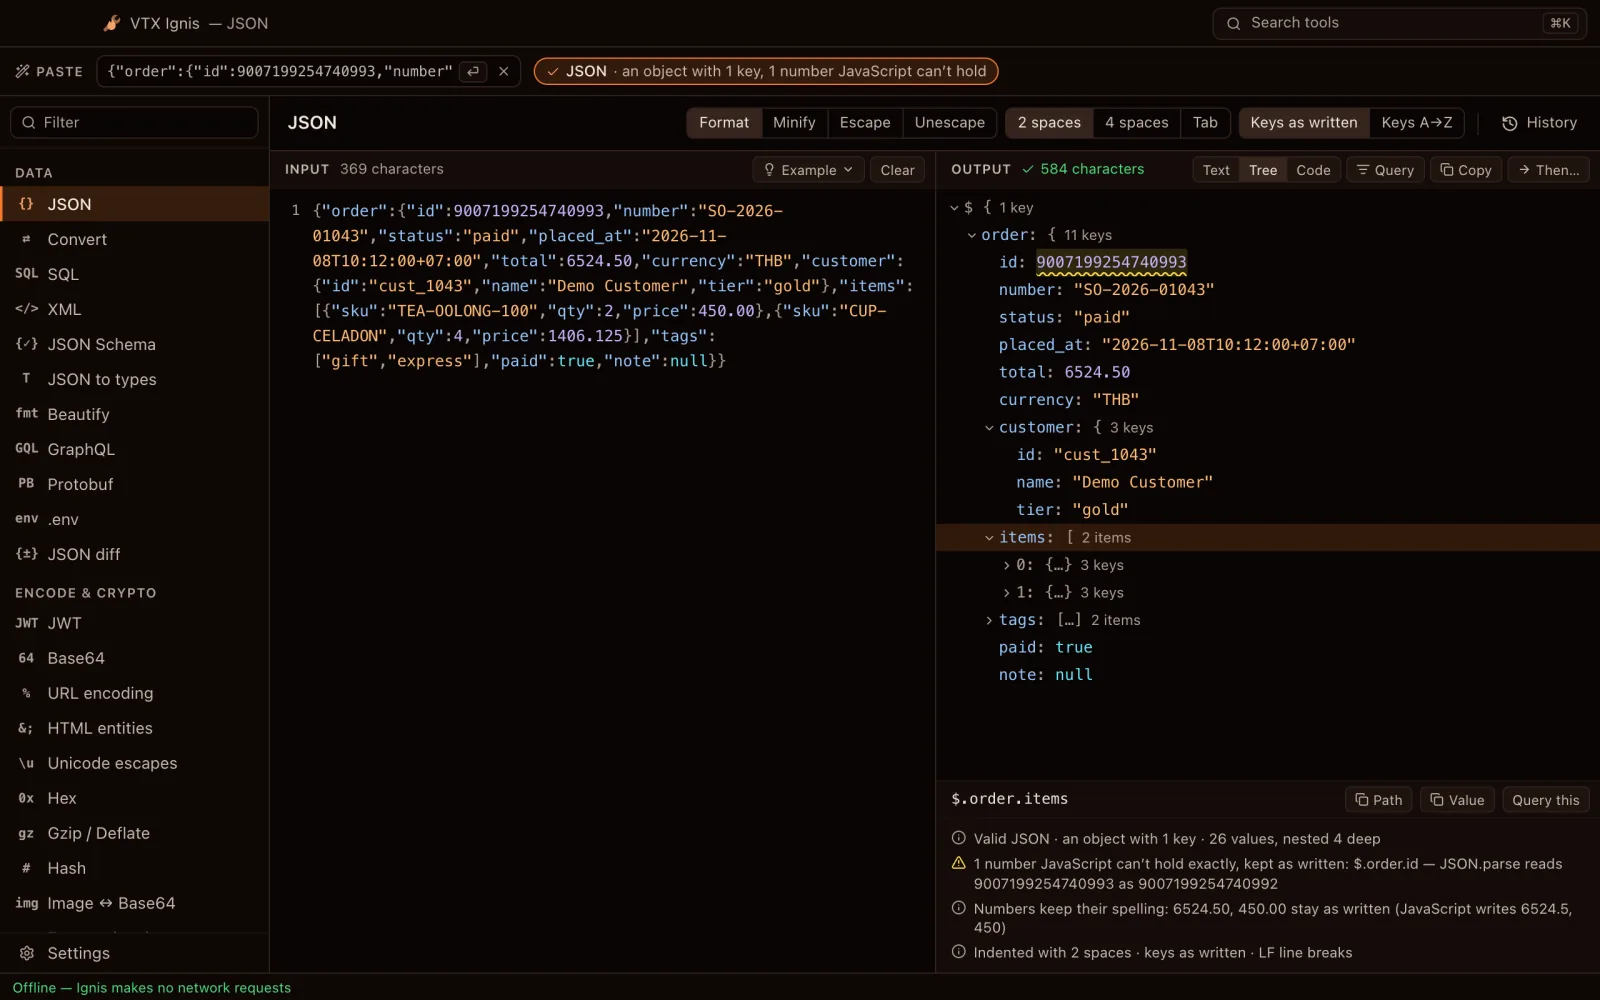 VTX Ignis — JSON
Search tools
⌘K
PASTE
{"order":{"id":9007199254740993,"number"
JSON · an object with 1 key, 1 number JavaScript can't hold
Filter
DATA
{} JSON
⇄ Convert
SQL SQL
</> XML
{✓} JSON Schema
T JSON to types
fmt Beautify
GQL GraphQL
PB Protobuf
env .env
{±} JSON diff
ENCODE & CRYPTO
JWT JWT
64 Base64
% URL encoding
&; HTML entities
\u Unicode escapes
0x Hex
gz Gzip / Deflate
# Hash
img Image ↔ Base64
Settings
JSON
Format Minify Escape Unescape
2 spaces 4 spaces Tab
Keys as written Keys A→Z
History
INPUT 369 characters
Example
Clear
1 {"order":{"id":9007199254740993,"number":"SO-2026-
01043","status":"paid","placed_at":"2026-11-
08T10:12:00+07:00","total":6524.50,"currency":"THB","customer":
{"id":"cust_1043","name":"Demo Customer","tier":"gold"},"items":
[{"sku":"TEA-OOLONG-100","qty":2,"price":450.00},{"sku":"CUP-
CELADON","qty":4,"price":1406.125}],"tags":
["gift","express"],"paid":true,"note":null}}
OUTPUT ✓ 584 characters
Text Tree Code
Query
Copy
→ Then...
$ { 1 key
order: { 11 keys
id: 9007199254740993
number: "SO-2026-01043"
status: "paid"
placed_at: "2026-11-08T10:12:00+07:00"
total: 6524.50
currency: "THB"
customer: { 3 keys
id: "cust_1043"
name: "Demo Customer"
tier: "gold"
items: [ 2 items
0: {…} 3 keys
1: {…} 3 keys
tags: […] 2 items
paid: true
note: null
$.order.items
Path
Value
Query this
Valid JSON · an object with 1 key · 26 values, nested 4 deep
1 number JavaScript can't hold exactly, kept as written: $.order.id — JSON.parse reads
9007199254740993 as 9007199254740992
Numbers keep their spelling: 6524.50, 450.00 stay as written (JavaScript writes 6524.5,
450)
Indented with 2 spaces · keys as written · LF line breaks
Offline — Ignis makes no network requests